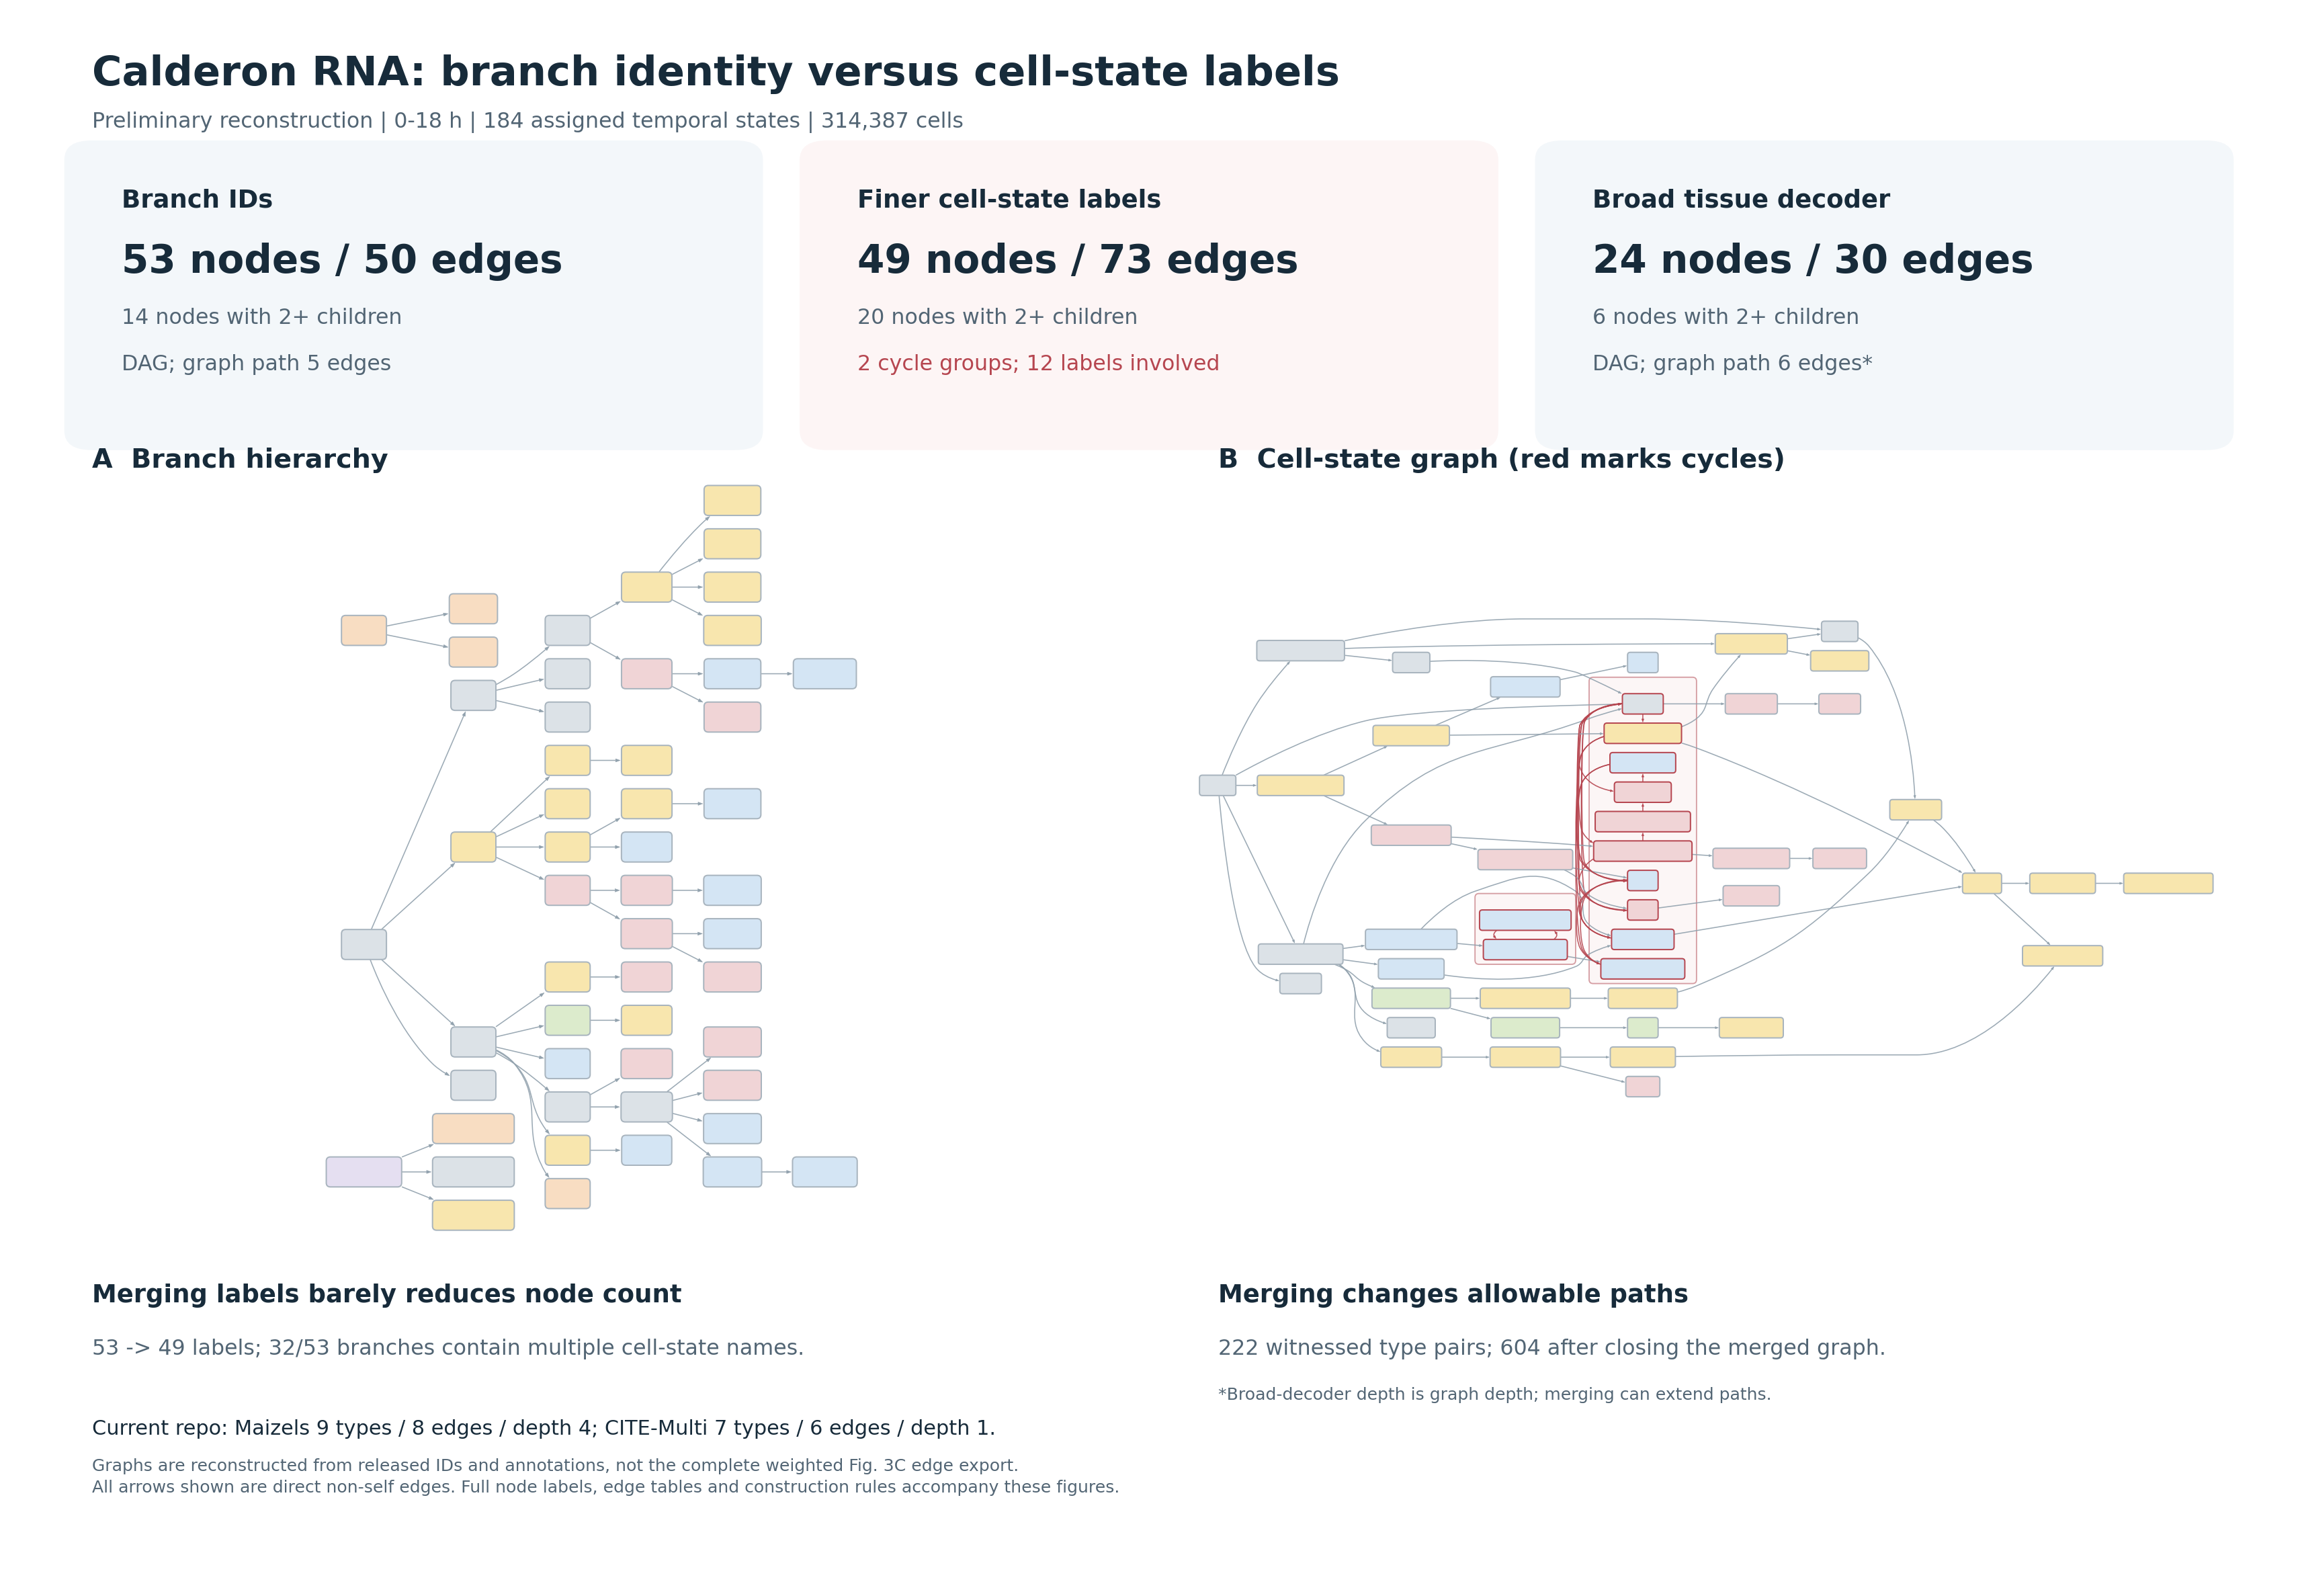 Calderon RNA: branch identity versus cell-state labels
Preliminary reconstruction | 0-18 h | 184 assigned temporal states | 314,387 cells
Branch IDs
53 nodes / 50 edges
14 nodes with 2+ children
DAG; graph path 5 edges
Finer cell-state labels
49 nodes / 73 edges
20 nodes with 2+ children
2 cycle groups; 12 labels involved
Broad tissue decoder
24 nodes / 30 edges
6 nodes with 2+ children
DAG; graph path 6 edges*
A  Branch hierarchy
B  Cell-state graph (red marks cycles)
Merging labels barely reduces node count
53 -> 49 labels; 32/53 branches contain multiple cell-state names.
Merging changes allowable paths
222 witnessed type pairs; 604 after closing the merged graph.
*Broad-decoder depth is graph depth; merging can extend paths.
Current repo: Maizels 9 types / 8 edges / depth 4; CITE-Multi 7 types / 6 edges / depth 1.
Graphs are reconstructed from released IDs and annotations, not the complete weighted Fig. 3C edge export.
All arrows shown are direct non-self edges. Full node labels, edge tables and construction rules accompany these figures.